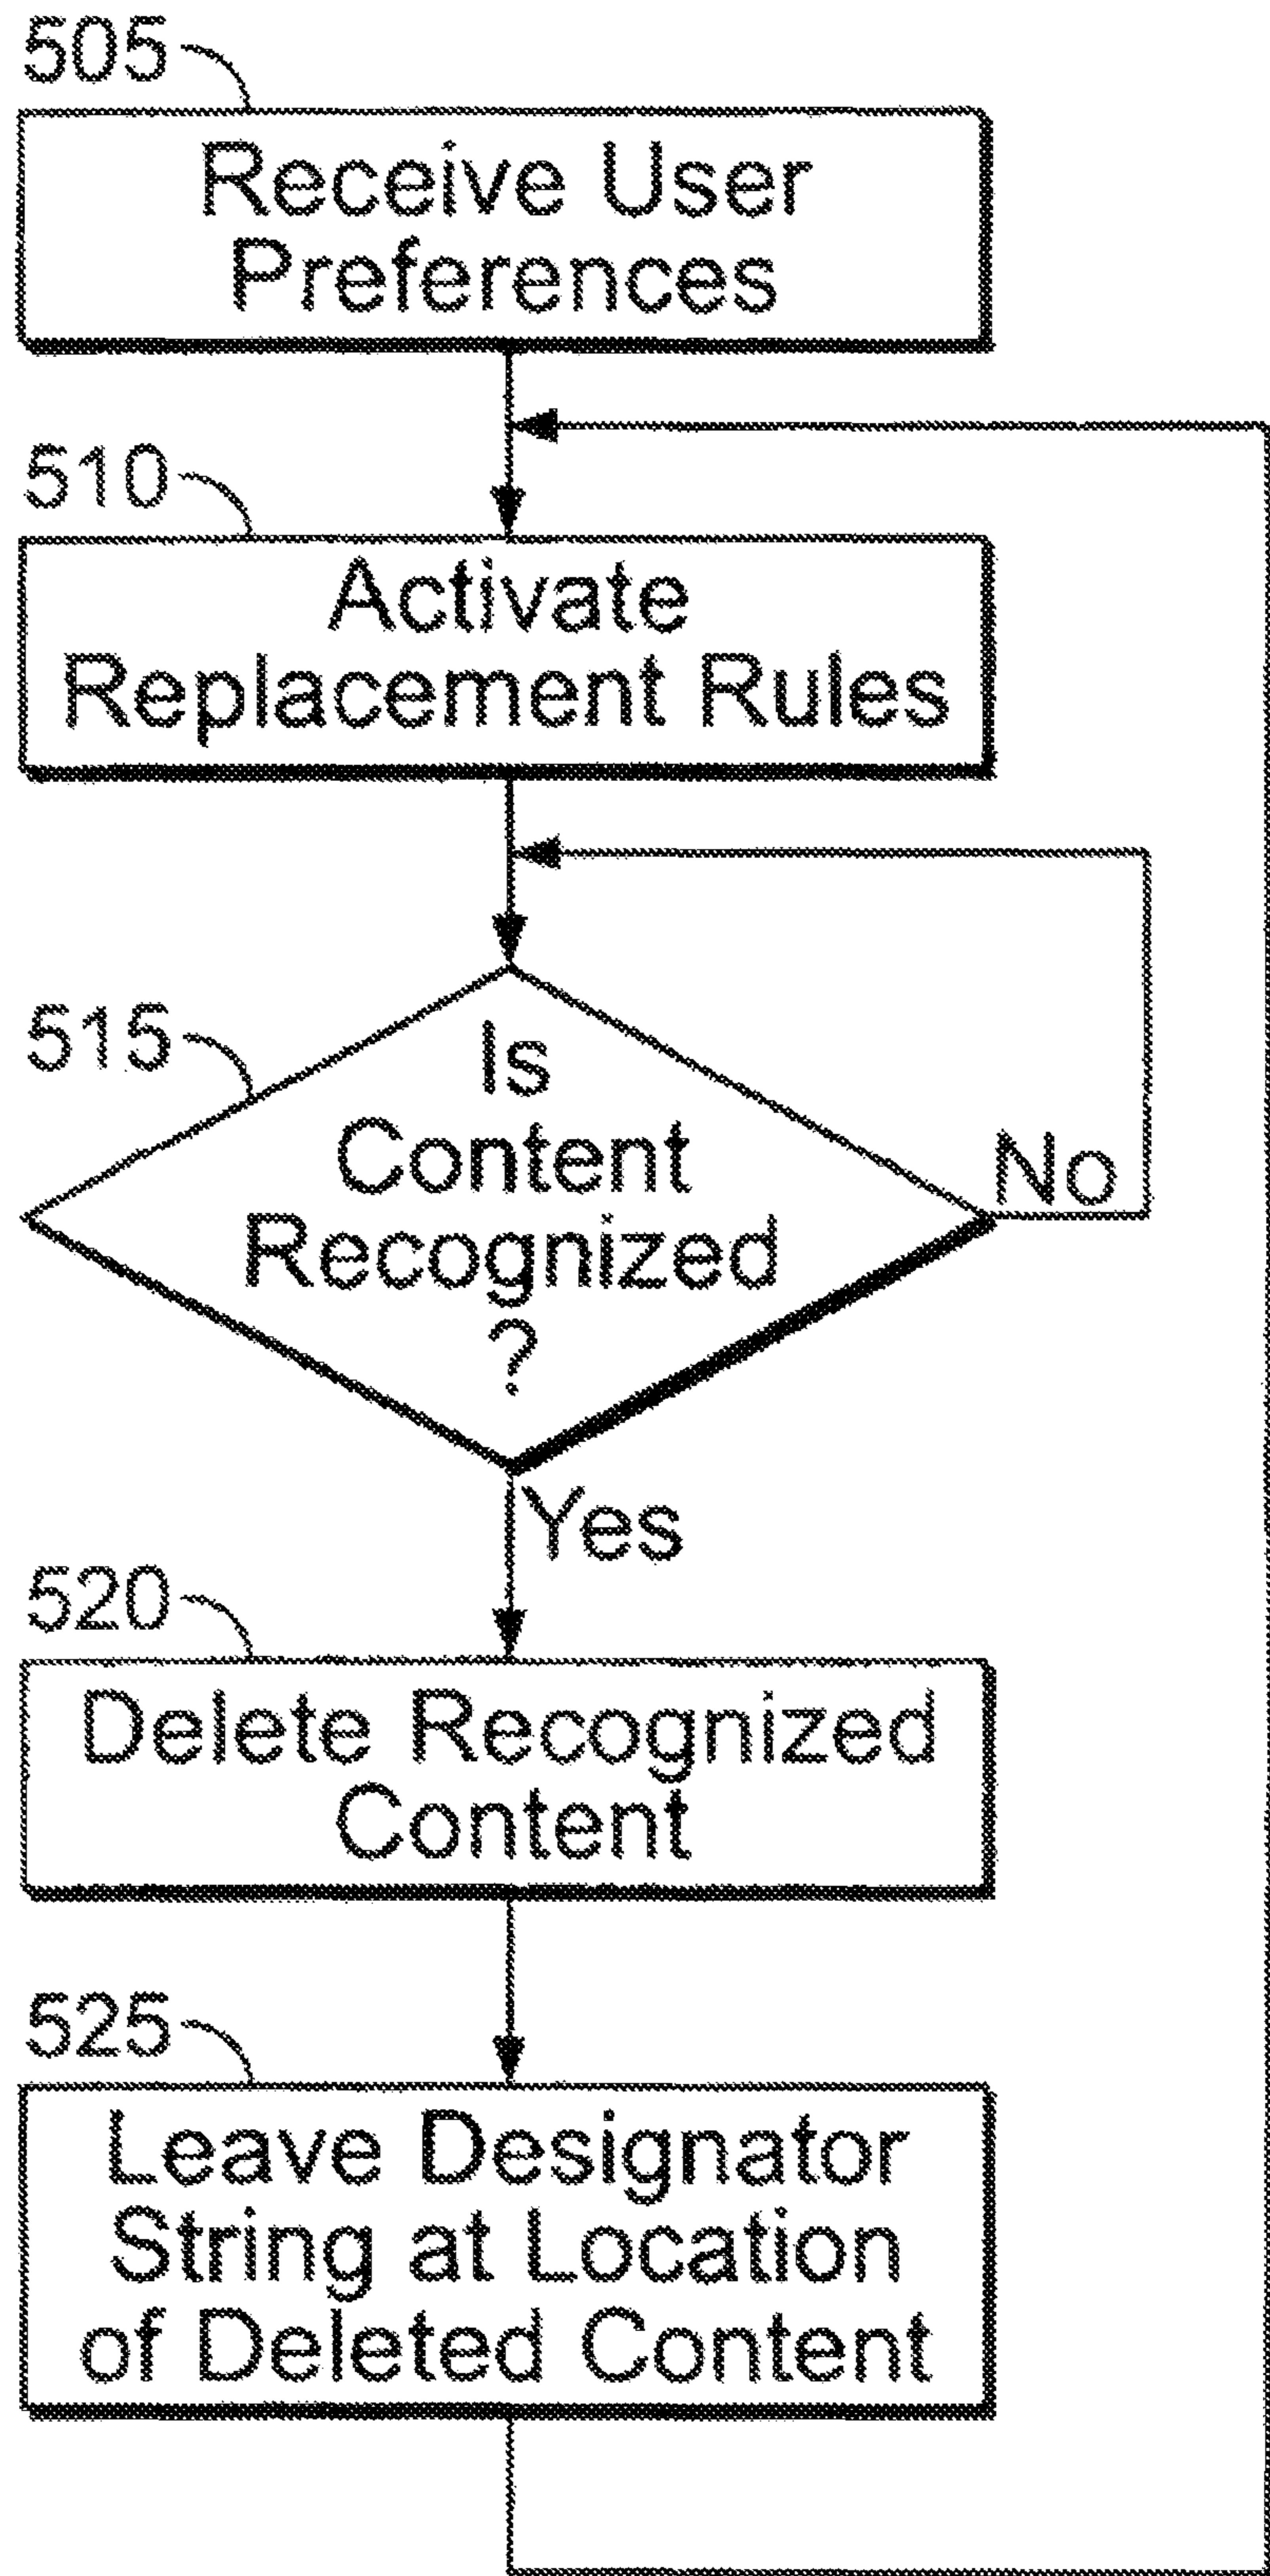 505
Receive User
Preferences
510
Activate
Replacement Rules
515
Is
Content
Recognized
?
No
Yes
520
Delete Recognized
Content
525
Leave Designator
String at Location
of Deleted Content